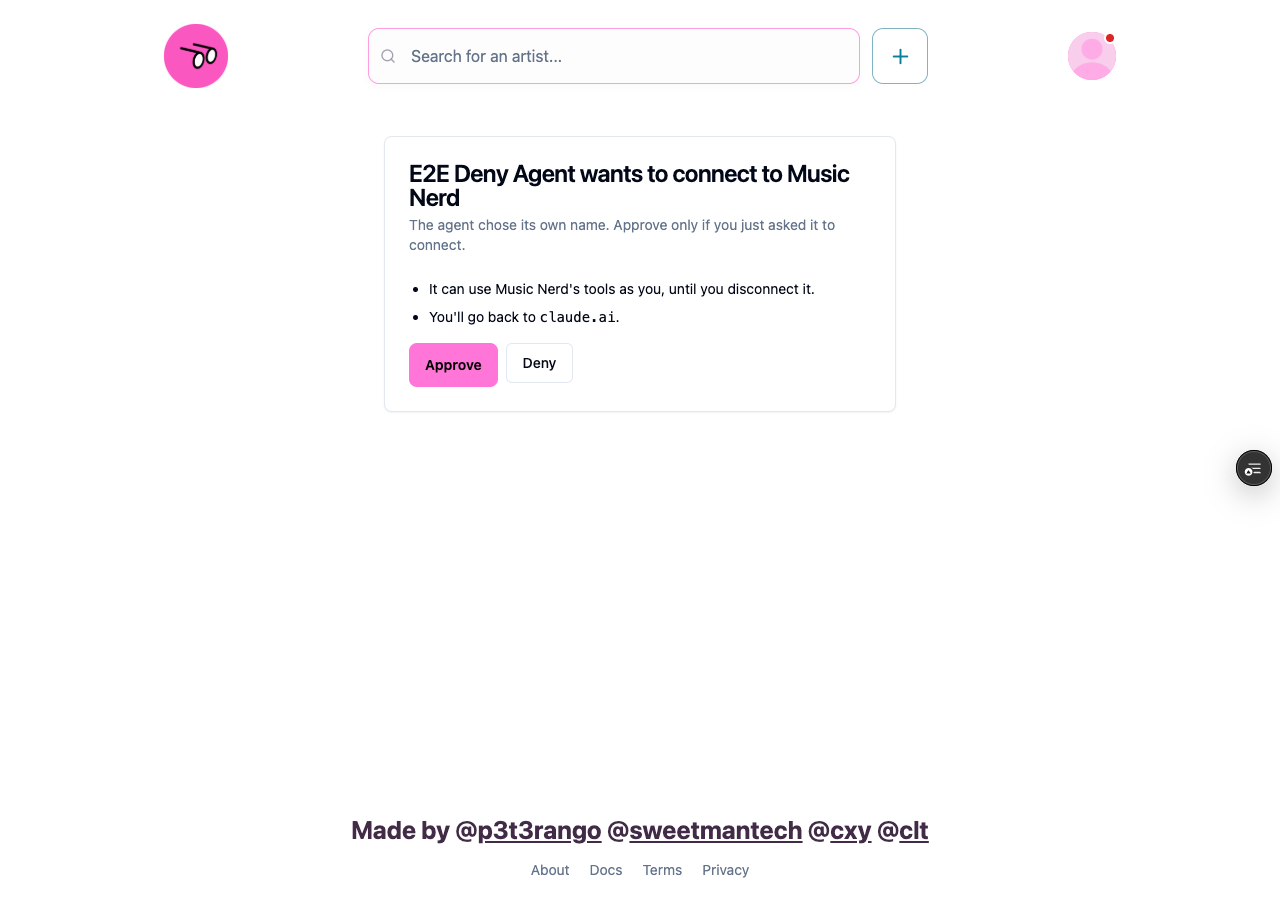 Search for an artist...
E2E Deny Agent wants to connect to Music
Nerd
The agent chose its own name. Approve only if you just asked it to
connect.
It can use Music Nerd's tools as you, until you disconnect it.
You'll go back to claude.ai.
Approve Deny
Made by @p3t3rango @sweetmantech @cxy @clt
About Docs Terms Privacy